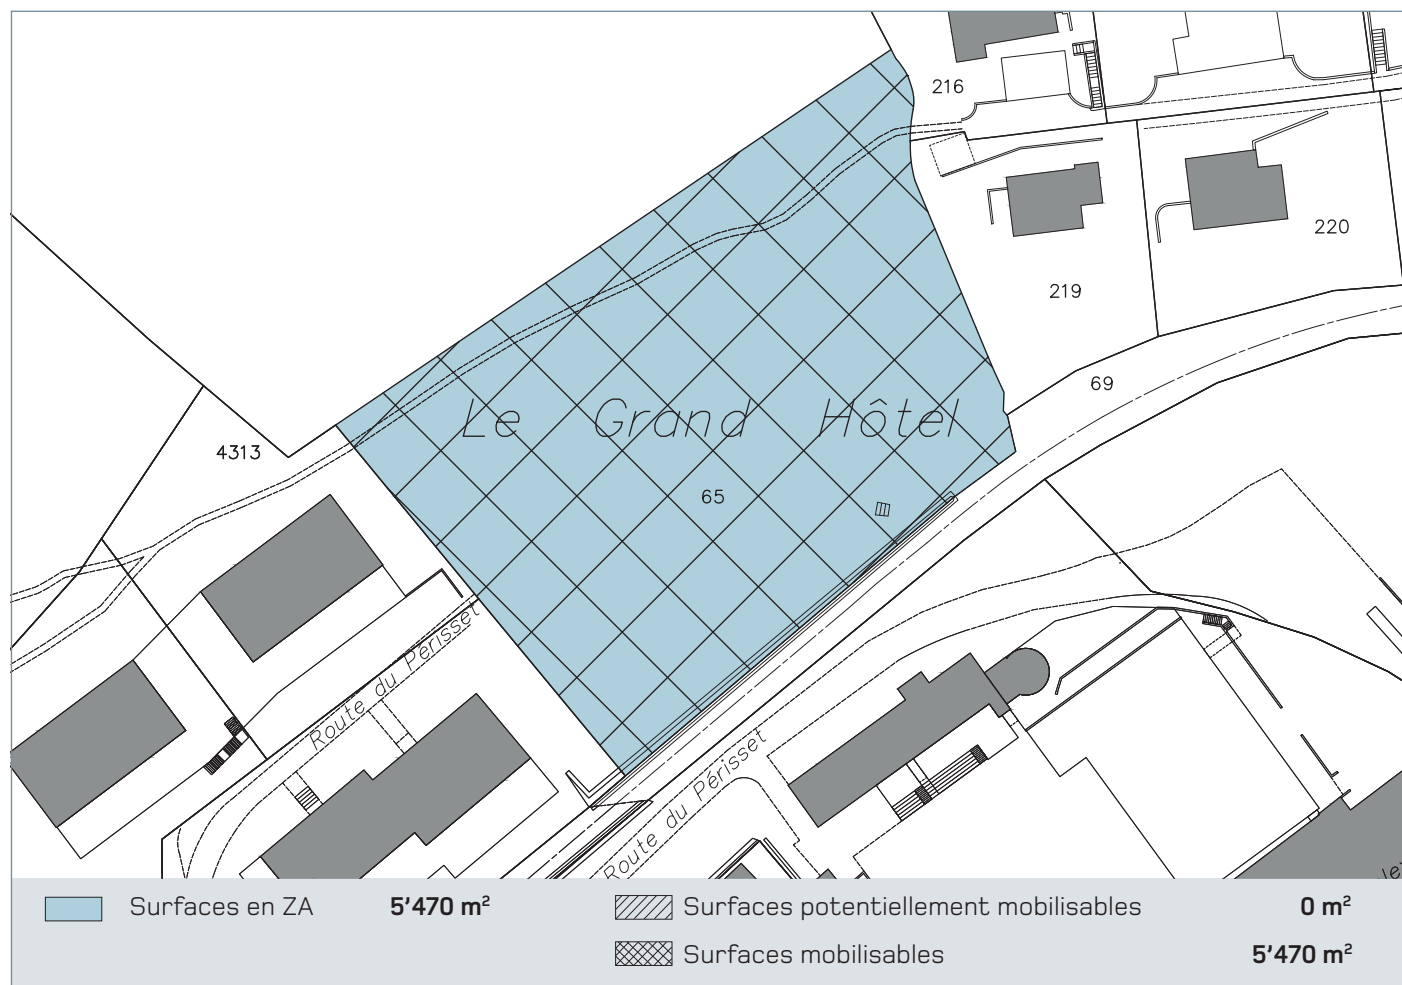 216
220
219
69
4313
Le Grand Hôtel
65
Route du Périsset
Route du Périsset
Surfaces en ZA 5'470 m²
Surfaces potentiellement mobilisables 0 m²
Surfaces mobilisables 5'470 m²